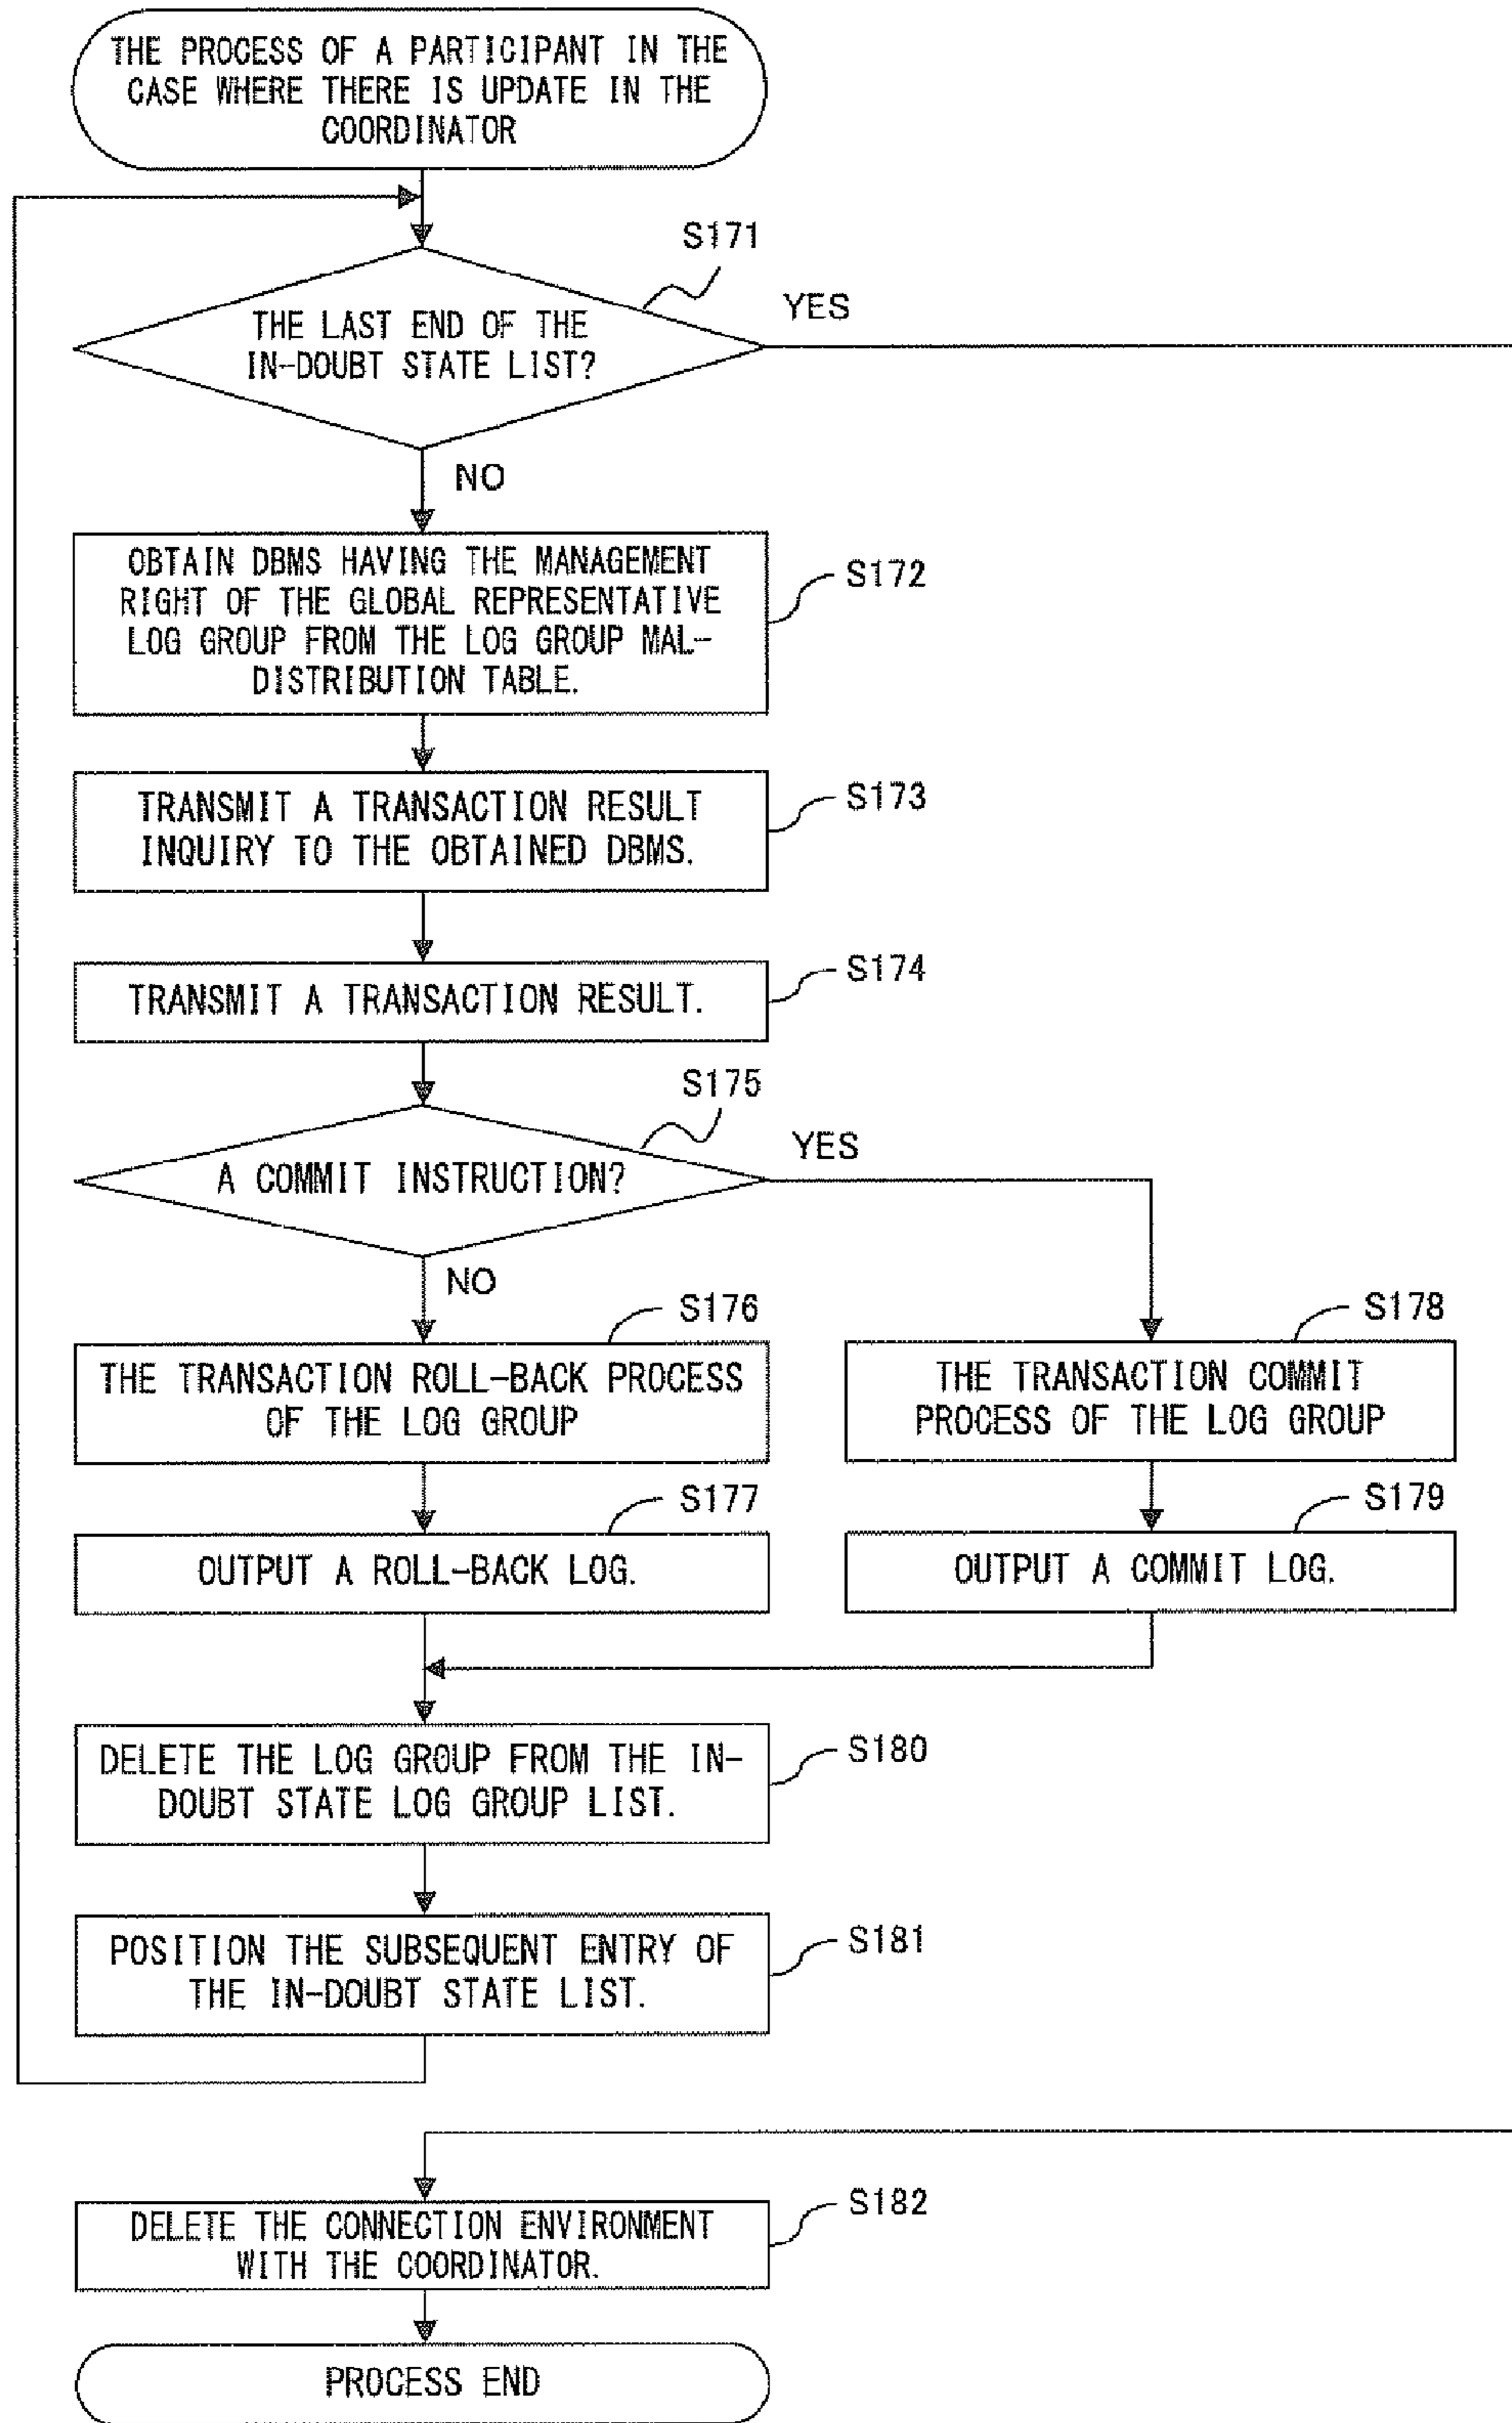 THE PROCESS OF A PARTICIPANT IN THE
CASE WHERE THERE IS UPDATE IN THE
COORDINATOR
S171
THE LAST END OF THE
IN-DOUBT STATE LIST?
YES
NO
OBTAIN DBMS HAVING THE MANAGEMENT
RIGHT OF THE GLOBAL REPRESENTATIVE
LOG GROUP FROM THE LOG GROUP MAL-
DISTRIBUTION TABLE.
S172
TRANSMIT A TRANSACTION RESULT
INQUIRY TO THE OBTAINED DBMS.
S173
TRANSMIT A TRANSACTION RESULT.
S174
S175
A COMMIT INSTRUCTION?
YES
NO
S176
THE TRANSACTION ROLL-BACK PROCESS
OF THE LOG GROUP
S178
THE TRANSACTION COMMIT
PROCESS OF THE LOG GROUP
S177
OUTPUT A ROLL-BACK LOG.
S179
OUTPUT A COMMIT LOG.
DELETE THE LOG GROUP FROM THE IN-
DOUBT STATE LOG GROUP LIST.
S180
POSITION THE SUBSEQUENT ENTRY OF
THE IN-DOUBT STATE LIST.
S181
DELETE THE CONNECTION ENVIRONMENT
WITH THE COORDINATOR.
S182
PROCESS END